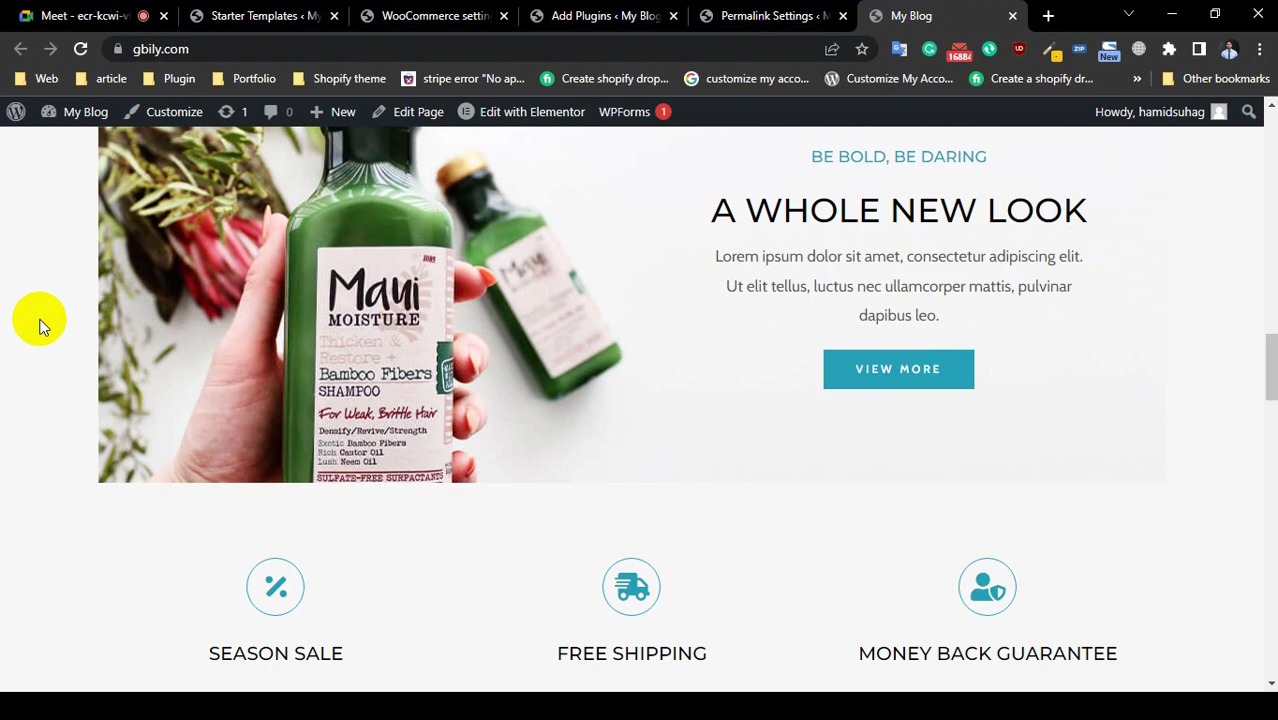 Meet - ecr-kcwi-v
Starter Templates ‹ My
WooCommerce settin
Add Plugins ‹ My Blog
Permalink Settings ‹ M
My Blog
gbily.com
16884
New
Web
article
Plugin
Portfolio
Shopify theme
stripe error "No ap...
Create shopify drop...
customize my acco...
Customize My Acco...
Create a shopify dr...
»
Other bookmarks
My Blog
Customize
1
0
New
Edit Page
Edit with Elementor
WPForms 1
Howdy, hamidsuhag
BE BOLD, BE DARING
A WHOLE NEW LOOK
Lorem ipsum dolor sit amet, consectetur adipiscing elit.
Ut elit tellus, luctus nec ullamcorper mattis, pulvinar
dapibus leo.
VIEW MORE
Maui
MOISTURE
Thicken &
Restore +
Bamboo Fibers
SHAMPOO
For Weak, Brittle Hair
Densify/Revive/Strength
Exotic Bamboo Fibers
Rich Castor Oil
Lush Neem Oil
SULFATE-FREE SURFACTANTS
Maui
SEASON SALE
FREE SHIPPING
MONEY BACK GUARANTEE